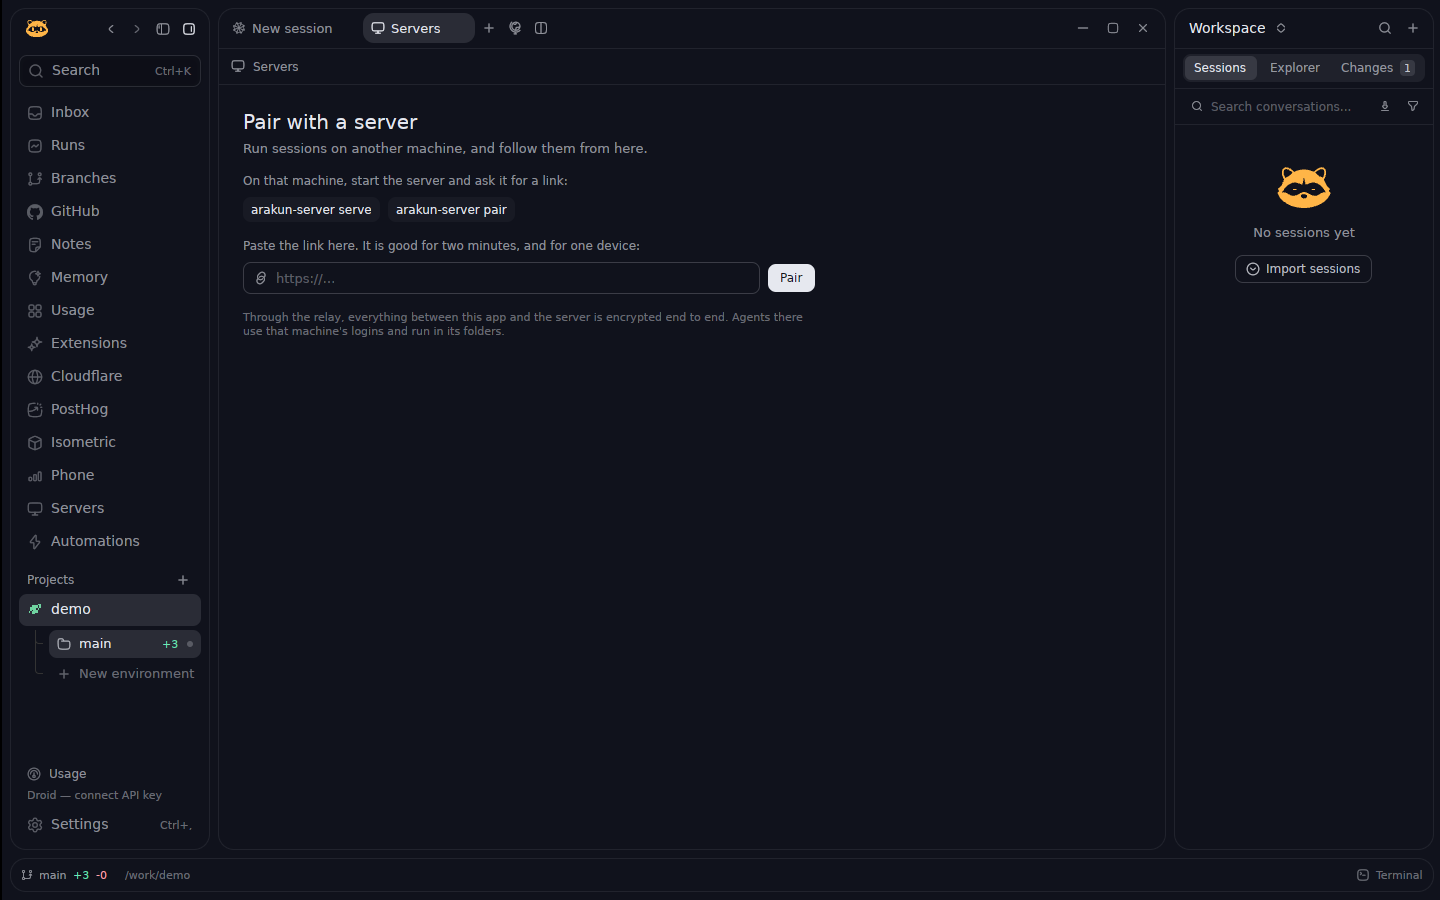 New session
Servers
Workspace
Search
Ctrl+K
Servers
Sessions
Explorer
Changes
1
Search conversations...
Inbox
Runs
Branches
GitHub
Notes
Memory
Usage
Extensions
Cloudflare
PostHog
Isometric
Phone
Servers
Automations
Projects
demo
main
+3
New environment
Usage
Droid — connect API key
Settings
Ctrl+,
Pair with a server
Run sessions on another machine, and follow them from here.
On that machine, start the server and ask it for a link:
arakun-server serve
arakun-server pair
Paste the link here. It is good for two minutes, and for one device:
https://...
Pair
Through the relay, everything between this app and the server is encrypted end to end. Agents there
use that machine's logins and run in its folders.
No sessions yet
Import sessions
main +3 -0
/work/demo
Terminal